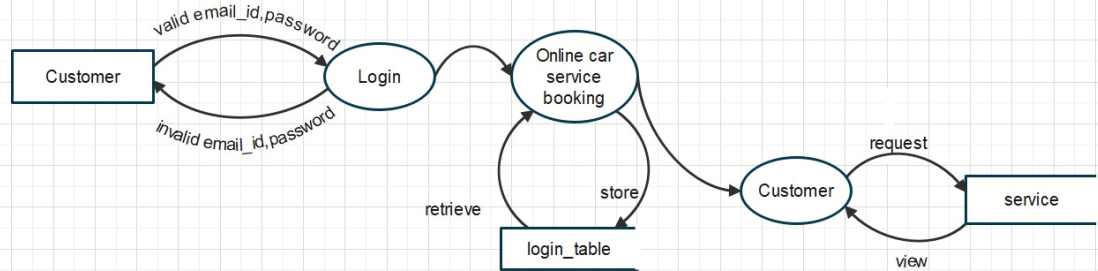 valid email_id,password
Customer
Login
invalid email_id,password
Online car
service
booking
retrieve
store
login_table
Customer
request
service
view